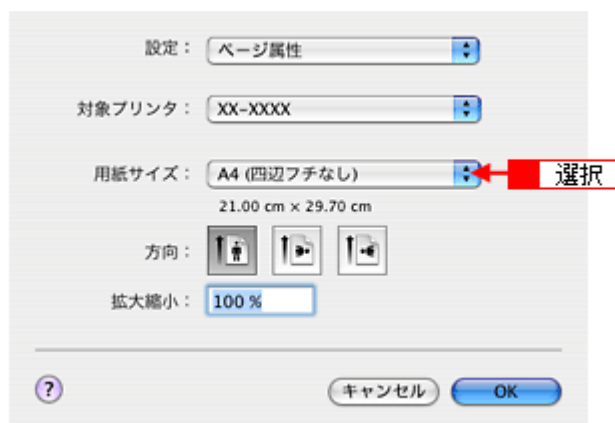 設定： ページ属性
対象プリンタ： XX-XXXX
用紙サイズ： A4 (四辺フチなし) 選択
21.00 cm × 29.70 cm
方向：
拡大縮小： 100 %
? キャンセル OK